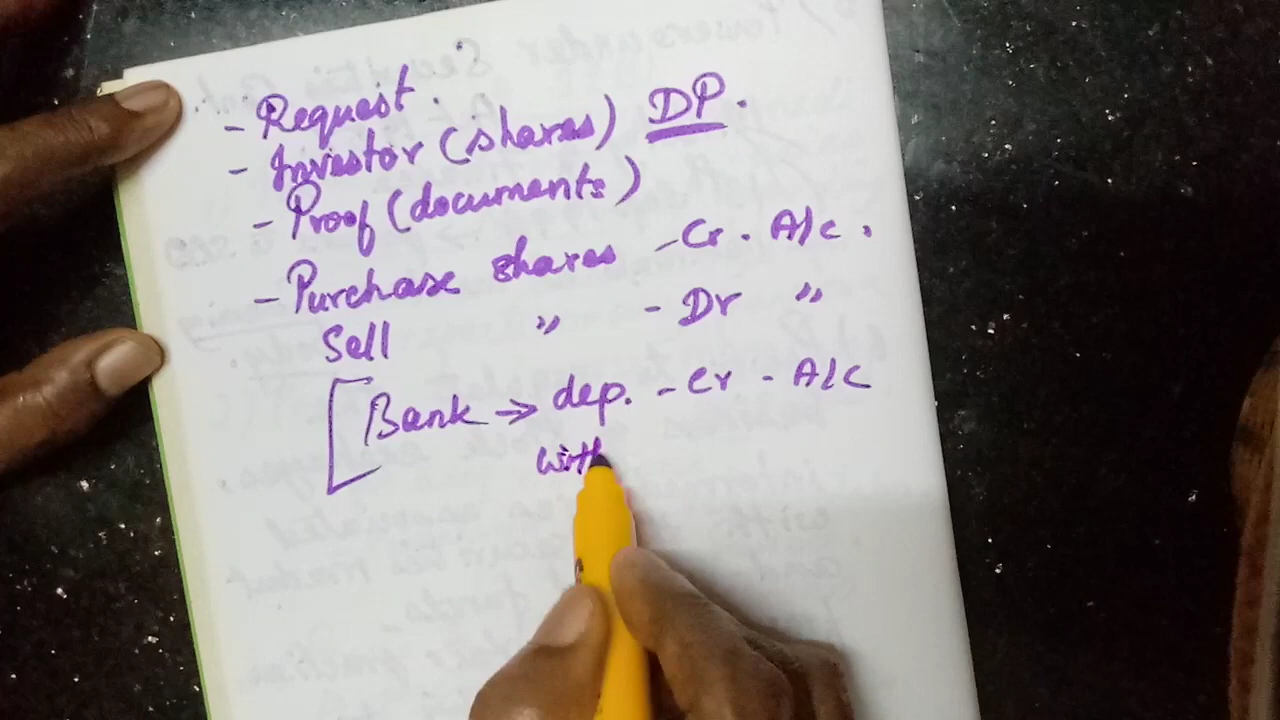 - Request
- Investor (shares) DP.
- Proof (documents)
- Purchase shares - Cr. A/c.
Sell " - Dr "
[Bank → dep. - Cr - A/c
with